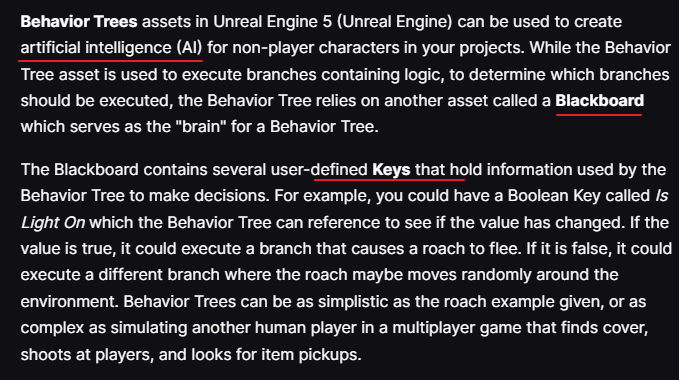 Behavior Trees assets in Unreal Engine 5 (Unreal Engine) can be used to create
artificial intelligence (AI) for non-player characters in your projects. While the Behavior
Tree asset is used to execute branches containing logic, to determine which branches
should be executed, the Behavior Tree relies on another asset called a Blackboard
which serves as the "brain" for a Behavior Tree.
The Blackboard contains several user-defined Keys that hold information used by the
Behavior Tree to make decisions. For example, you could have a Boolean Key called Is
Light On which the Behavior Tree can reference to see if the value has changed. If the
value is true, it could execute a branch that causes a roach to flee. If it is false, it could
execute a different branch where the roach maybe moves randomly around the
environment. Behavior Trees can be as simplistic as the roach example given, or as
complex as simulating another human player in a multiplayer game that finds cover,
shoots at players, and looks for item pickups.